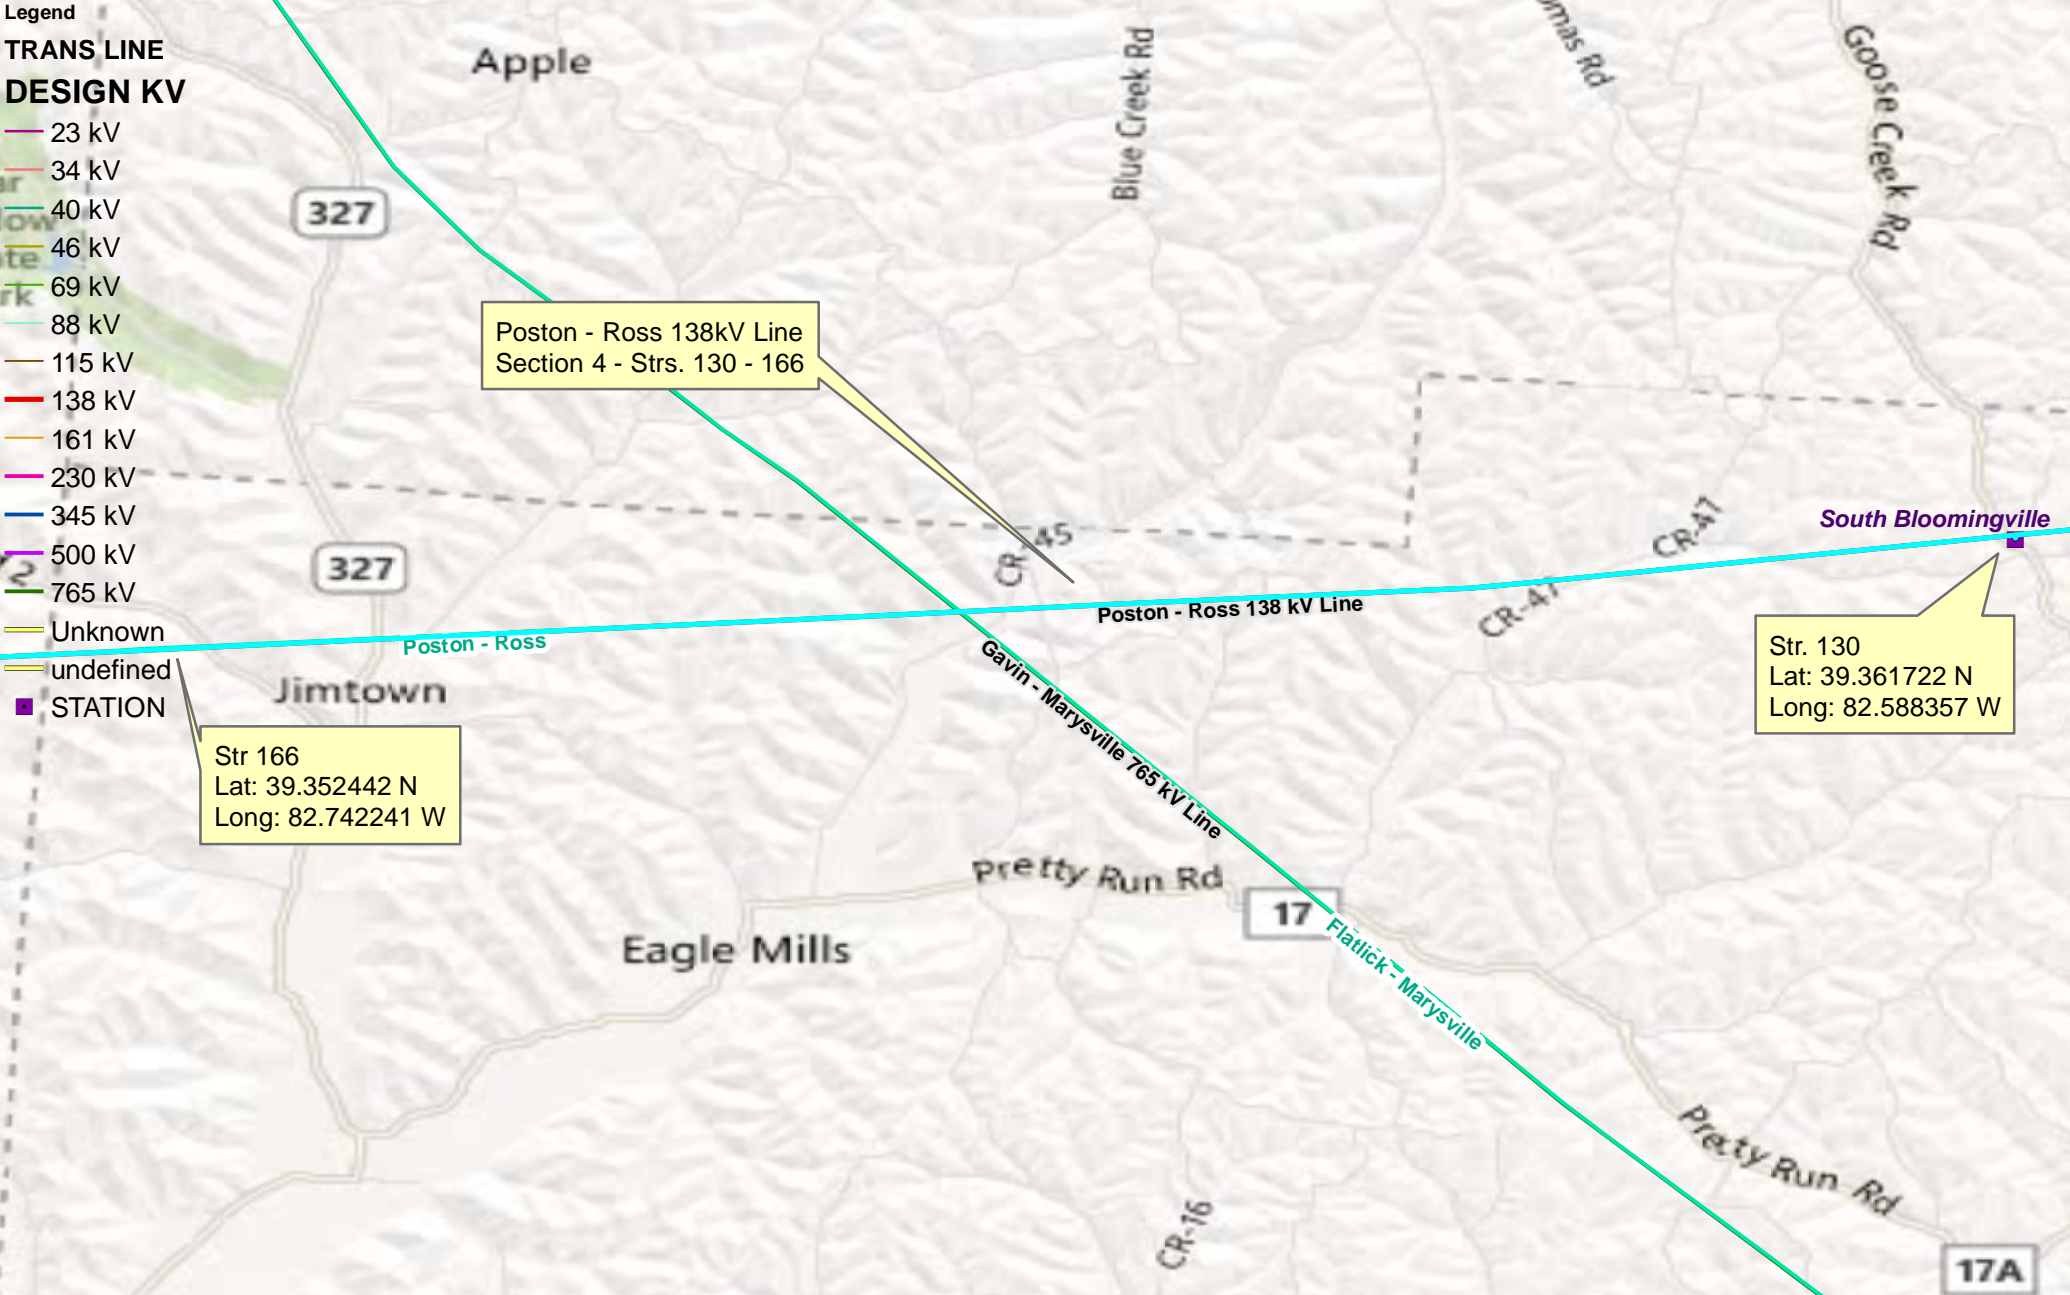 Legend
TRANS LINE
DESIGN KV
23 kV
34 kV
40 kV
46 kV
69 kV
88 kV
115 kV
138 kV
161 kV
230 kV
345 kV
500 kV
765 kV
Unknown
undefined
STATION
Apple
Blue Creek Rd
Goose Creek Rd
327
Poston - Ross 138kV Line
Section 4 - Strs. 130 - 166
327
CR-45
CR-47
South Bloomingville
CR-47
Poston - Ross 138 kV Line
Poston - Ross
Str. 130
Lat: 39.361722 N
Long: 82.588357 W
Jimtown
Gavin - Marysville 765 kV Line
Str 166
Lat: 39.352442 N
Long: 82.742241 W
Pretty Run Rd
17
Eagle Mills
Flatlick - Marysville
Pretty Run Rd
CR-16
17A